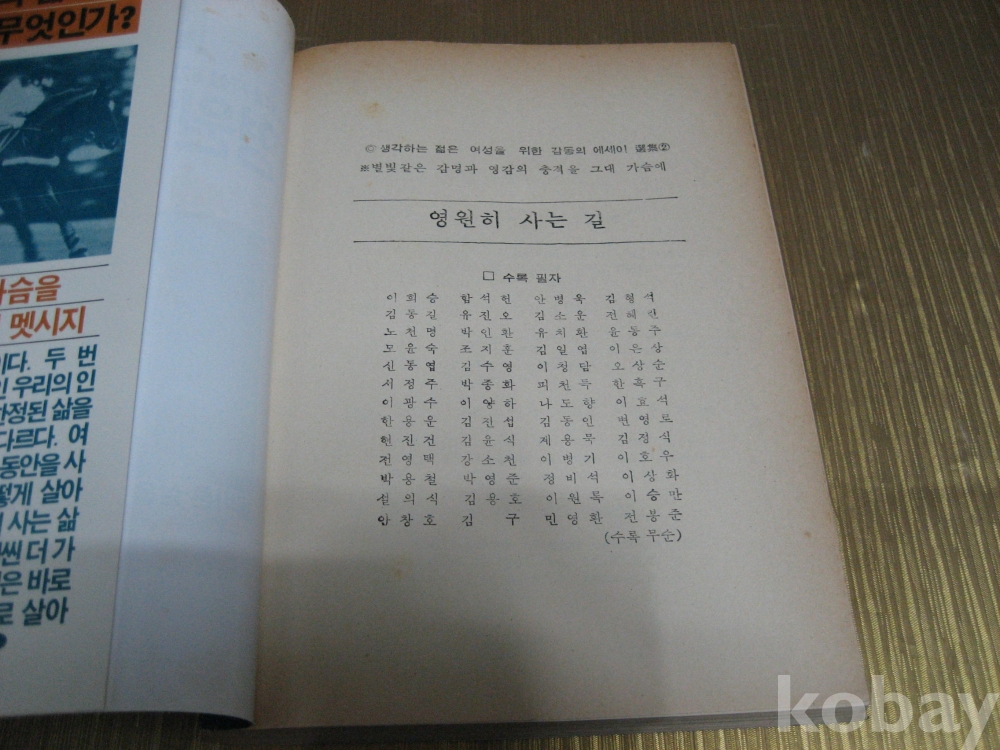 무엇인가?
가슴을
멧시지
이다. 두 번
인 우리의 인
한정된 삶을
다르다. 여
동안을 사
떻게 살아
사는 삶
씬 더 가
은 바로
로 살아
◎생각하는 젊은 여성을 위한 감동의 에세이 選集②
※별빛같은 감명과 영감의 충격을 그대 가슴에
영원히 사는 길
□ 수록 필자
이희승 함석헌 안병욱 김형석
김동길 유진오 김소운 전혜린
노천명 박인환 유치환 윤동주
모윤숙 조지훈 김일엽 이은상
신동엽 김수영 이청담 오상순
서정주 박종화 피천득 한흑구
이광수 이양하 나도향 이효석
한용운 김진섭 김동인 변영로
현진건 김윤식 계용묵 김정식
전영택 강소천 이병기 이호우
박용철 박영준 정비석 이상화
설의식 김용호 이원록 이승만
안창호 김구 민영환 전봉준
(수록 무순)
kobay